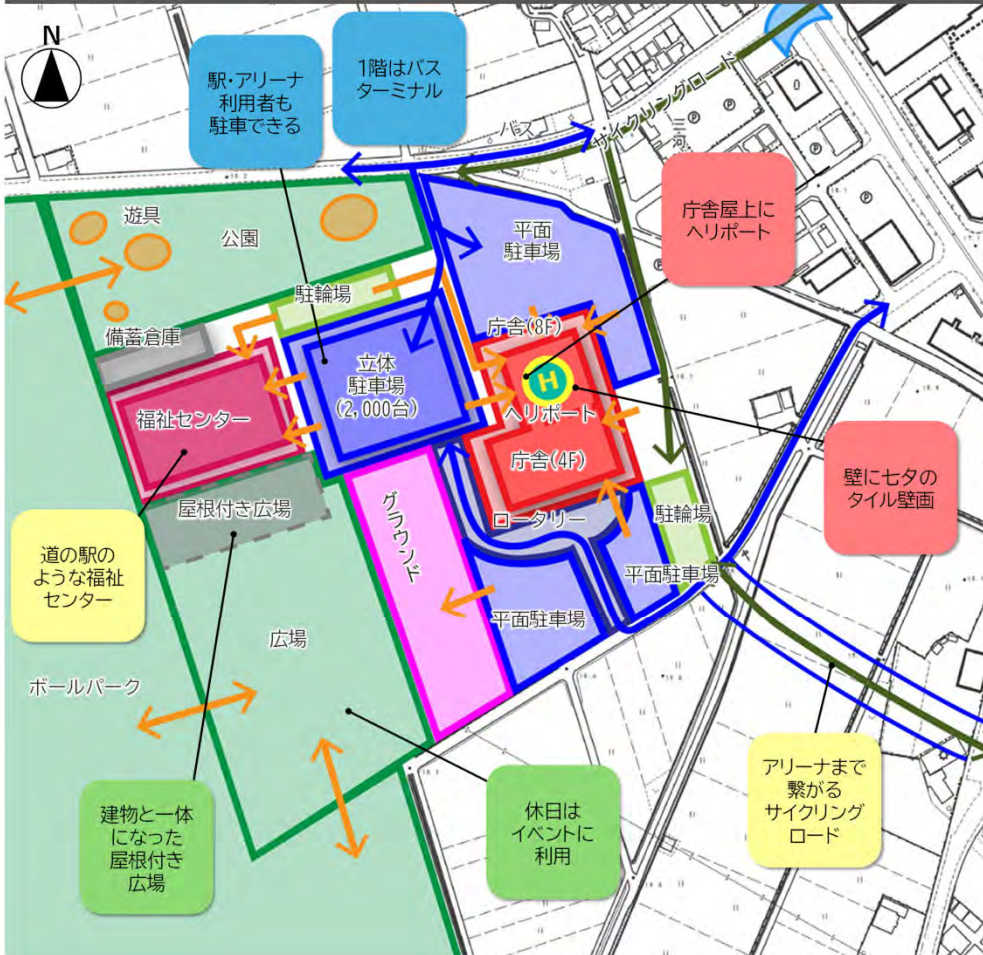 N
駅・アリーナ
利用者も
駐車できる
1階はバス
ターミナル
バス
サイクリングロード
三河
庁舎屋上に
ヘリポート
遊具
公園
平面
駐車場
駐輪場
備蓄倉庫
庁舎(8F)
立体
駐車場
(2,000台)
福祉センター
H
ヘリポート
庁舎(4F)
壁に七夕の
タイル壁画
屋根付き広場
グラウンド
ロータリー
駐輪場
道の駅の
ような福祉
センター
平面駐車場
平面駐車場
広場
ボールパーク
アリーナまで
繋がる
サイクリング
ロード
建物と一体
になった
屋根付き
広場
休日は
イベントに
利用